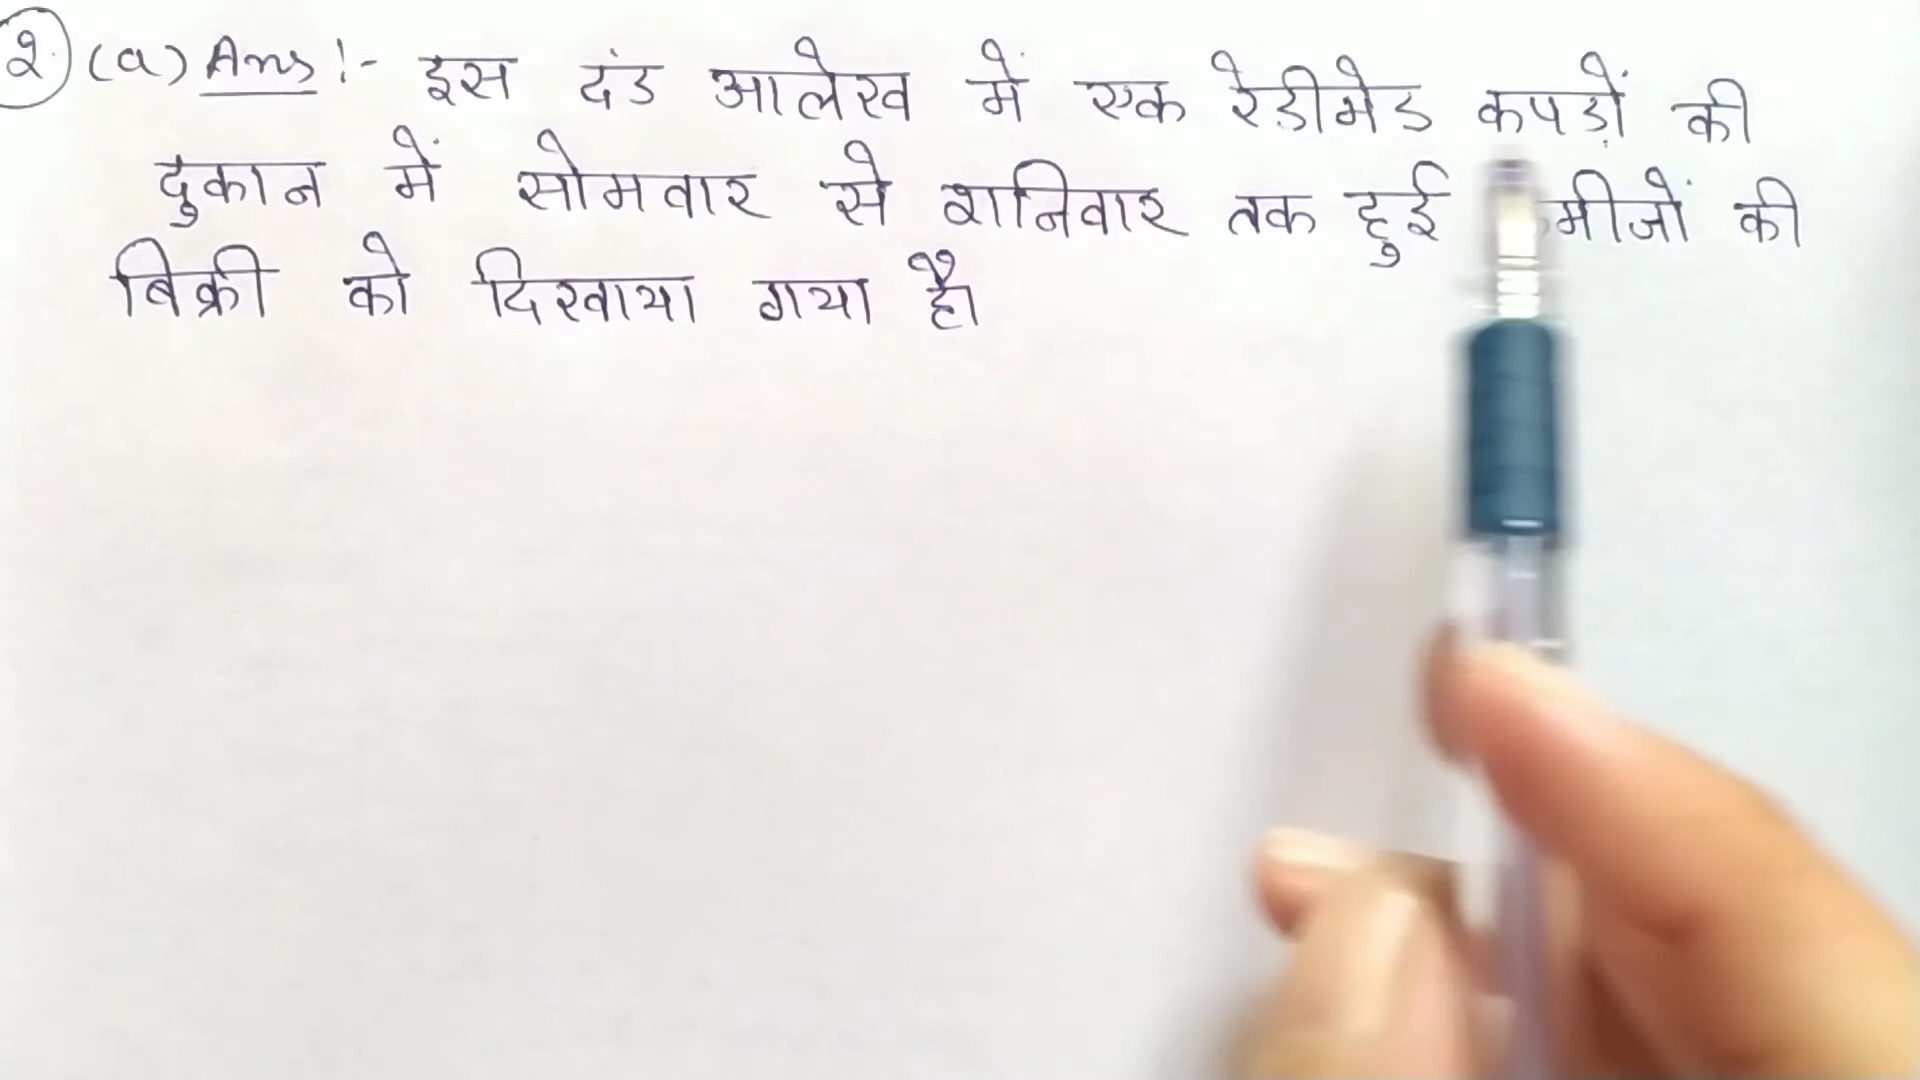 2. (a) Ans:- इस दंड आलेख में एक रेडीमेड कपड़ों की
दुकान में सोमवार से शनिवार तक हुई की
बिक्री को दिखाया गया है।